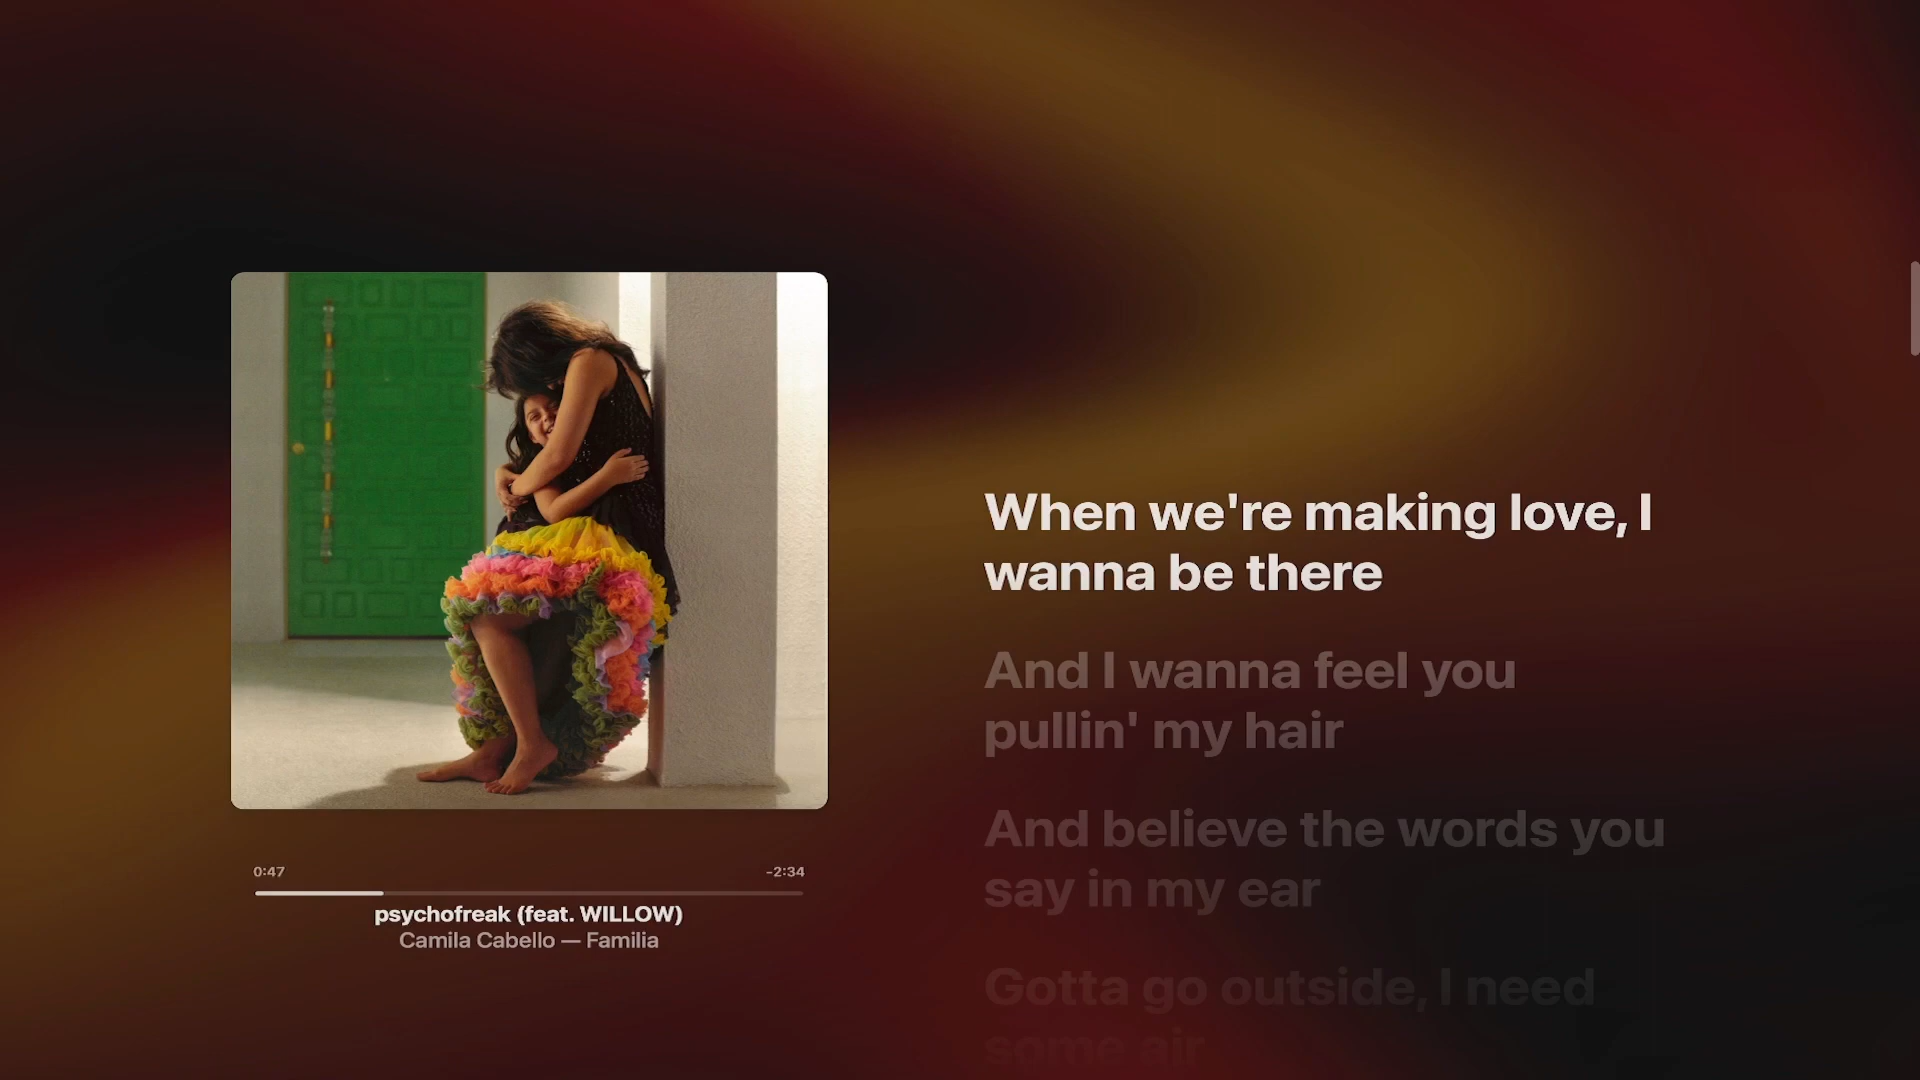 When we're making love, I
wanna be there
And I wanna feel you
pullin' my hair
And believe the words you
say in my ear
Gotta go outside, I need
some air
0:47
-2:34
psychofreak (feat. WILLOW)
Camila Cabello — Familia